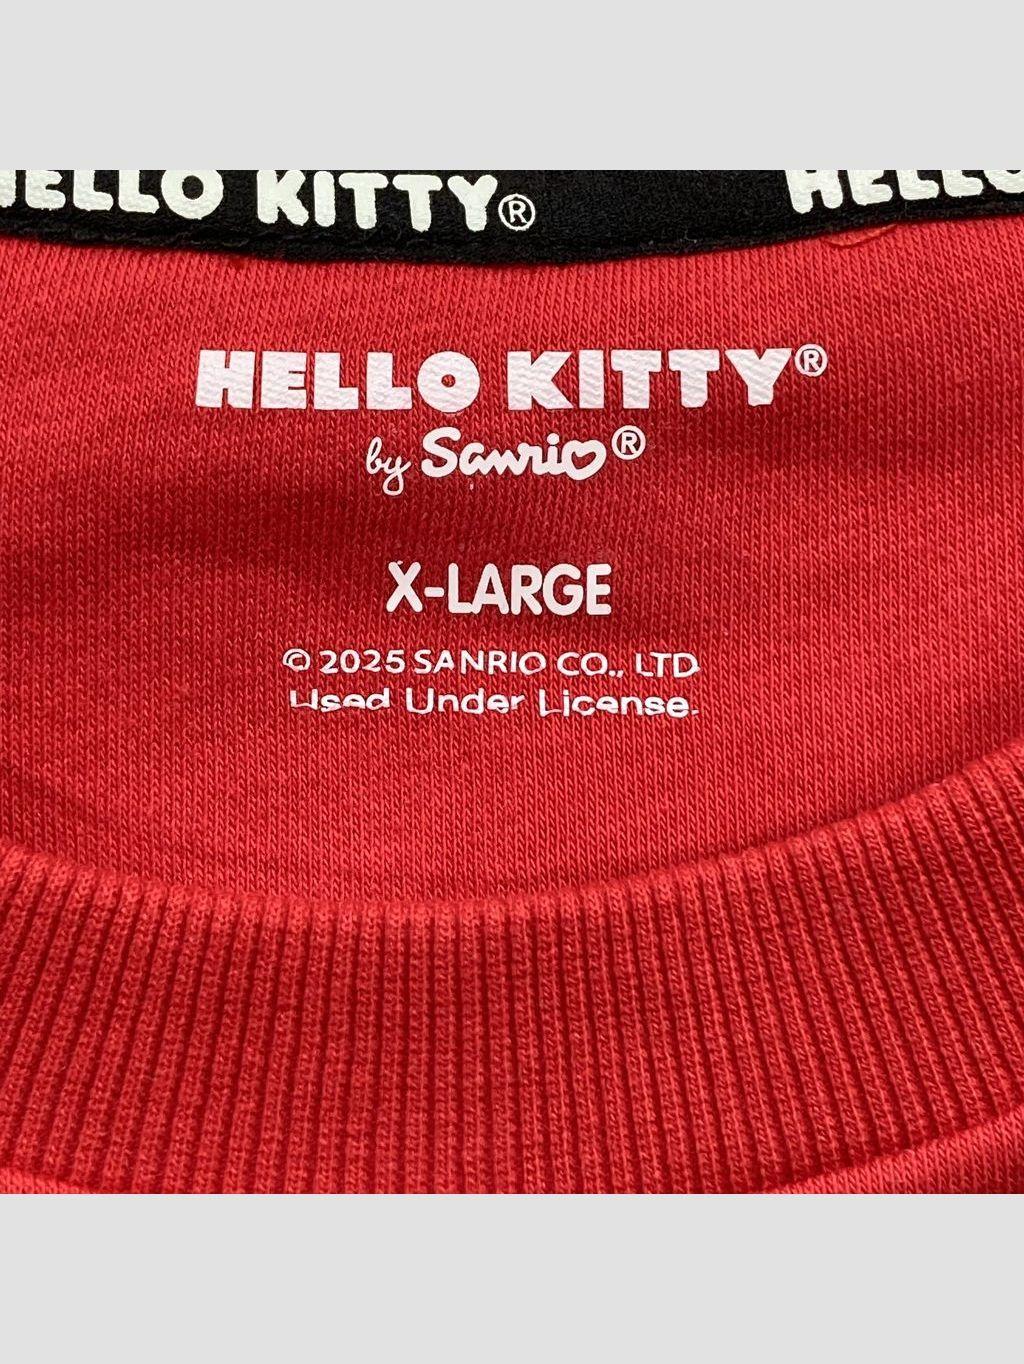 HELLO KITTY®
HELLO KITTY®
by Sanrio®
X-LARGE
© 2025 SANRIO CO., LTD
Used Under License.